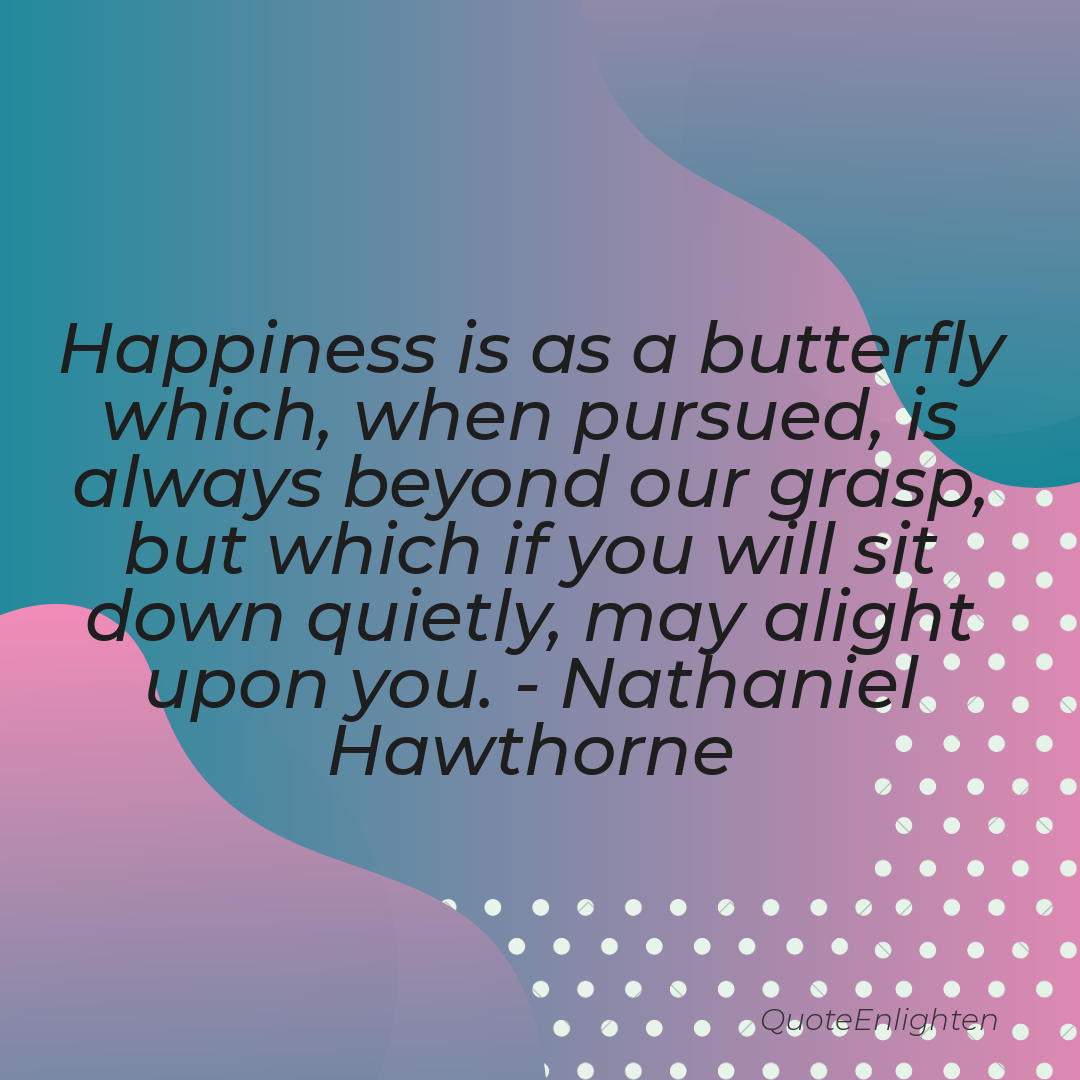 Happiness is as a butterfly
which, when pursued, is
always beyond our grasp,
but which if you will sit
down quietly, may alight
upon you. - Nathaniel
Hawthorne
QuoteEnlighten